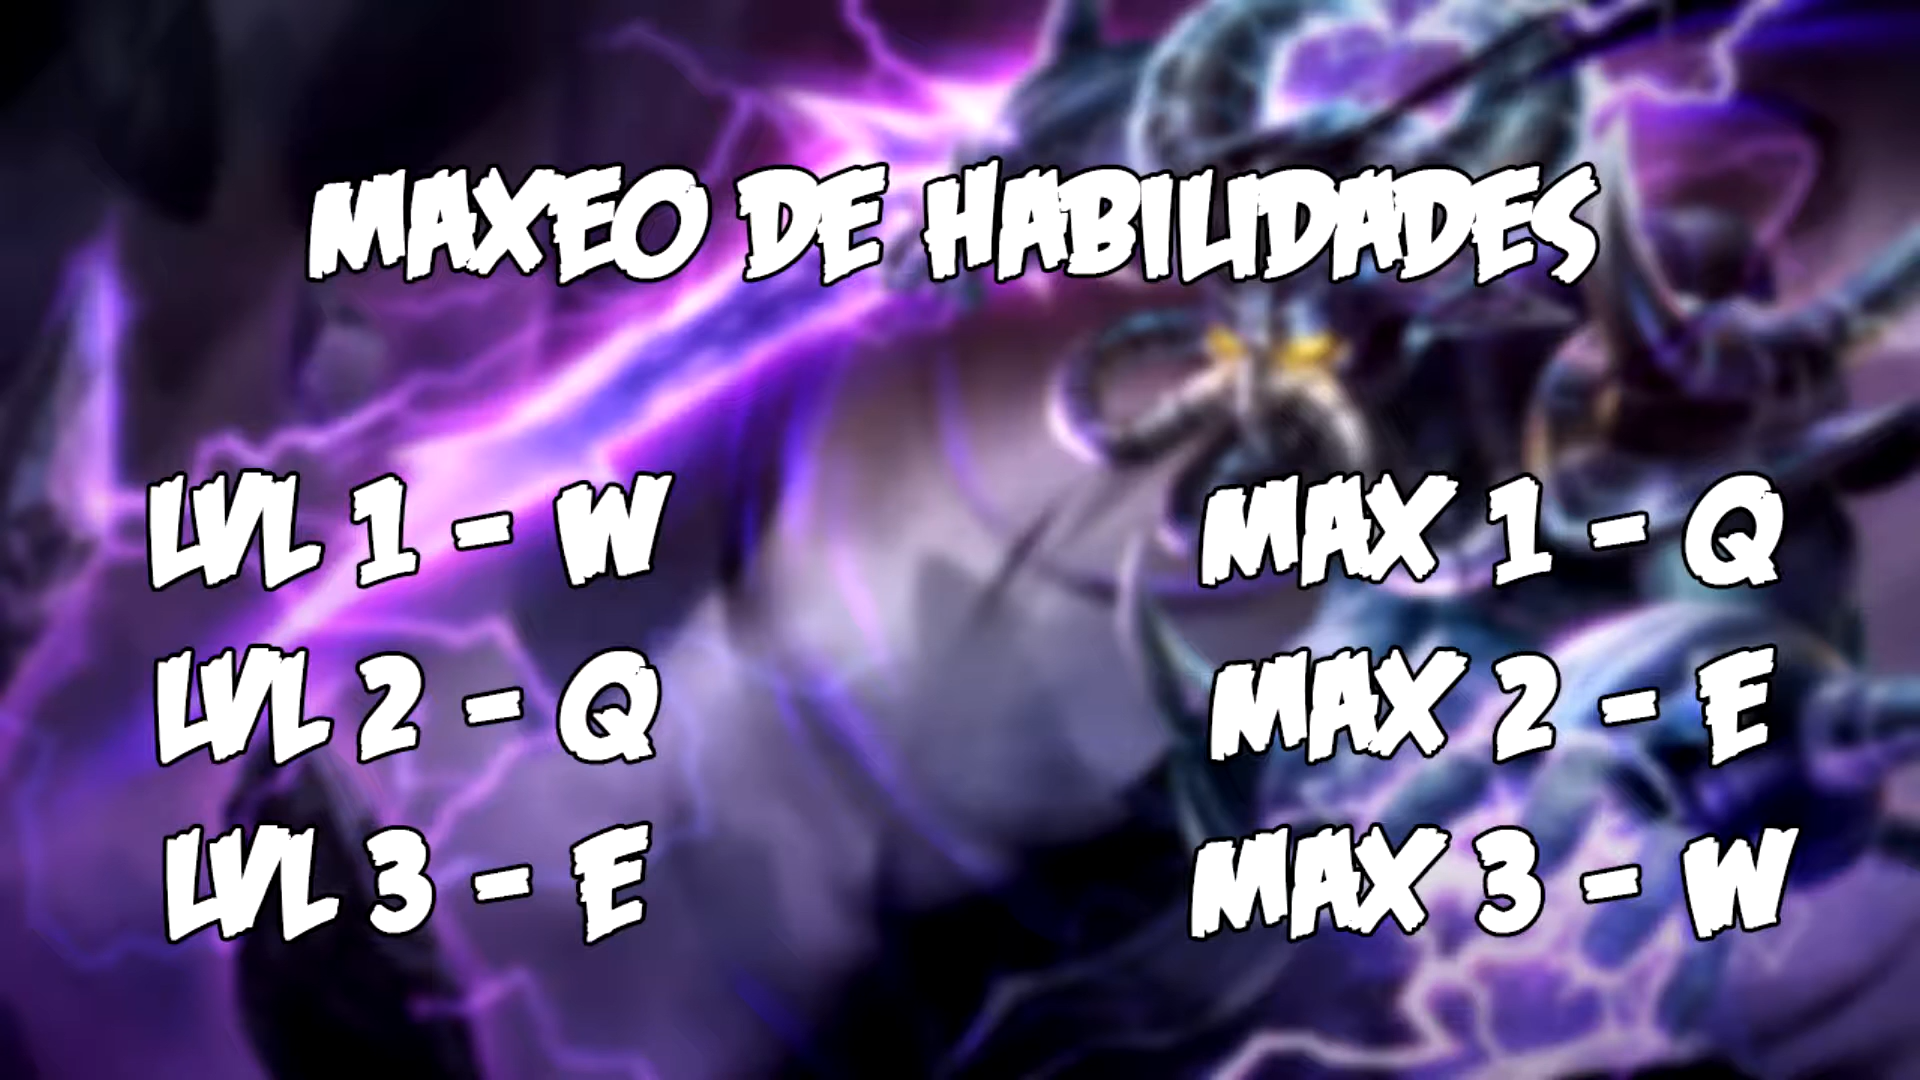 MAXEO DE HABILIDADES
LVL 1 - W
LVL 2 - Q
LVL 3 - E
MAX 1 - Q
MAX 2 - E
MAX 3 - W